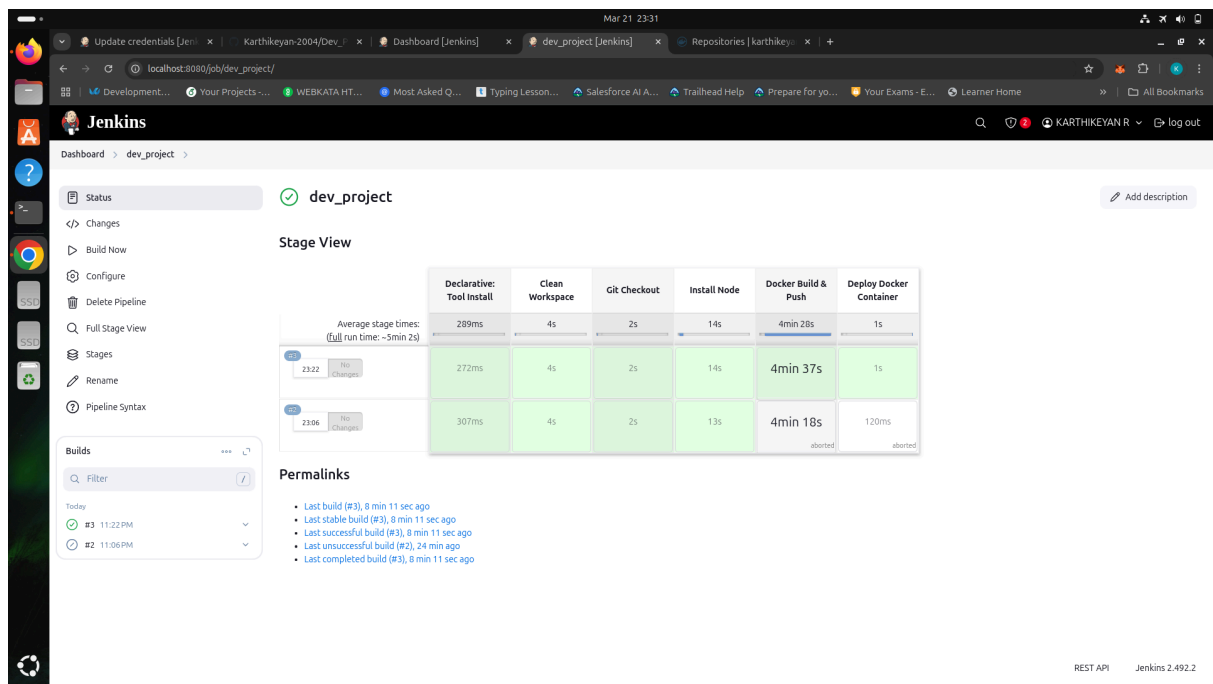 Mar 21 23:31
Update credentials [Jenk
Karthikeyan-2004/Dev_P
Dashboard [Jenkins]
dev_project [Jenkins]
Repositories | karthikeya
localhost:8080/job/dev_project/
Development...
Your Projects -...
WEBKATA HT...
Most Asked Q...
Typing Lesson...
Salesforce AI A...
Trailhead Help
Prepare for yo...
Your Exams - E...
Learner Home
»
All Bookmarks
Jenkins
2
KARTHIKEYAN R
log out
Dashboard > dev_project >
Status
Changes
Build Now
Configure
Delete Pipeline
Full Stage View
Stages
Rename
Pipeline Syntax
Builds
Filter
/
Today
#3 11:22 PM
#2 11:06 PM
dev_project
Add description
Stage View
Declarative: Tool Install
Clean Workspace
Git Checkout
Install Node
Docker Build & Push
Deploy Docker Container
Average stage times:
(full run time: ~5min 2s)
289ms 4s 2s 14s 4min 28s 1s
#3
23:22
No Changes
272ms 4s 2s 14s 4min 37s 1s
#2
23:06
No Changes
307ms 4s 2s 13s 4min 18s 120ms
aborted aborted
Permalinks
Last build (#3), 8 min 11 sec ago
Last stable build (#3), 8 min 11 sec ago
Last successful build (#3), 8 min 11 sec ago
Last unsuccessful build (#2), 24 min ago
Last completed build (#3), 8 min 11 sec ago
SSD
SSD
REST API
Jenkins 2.492.2